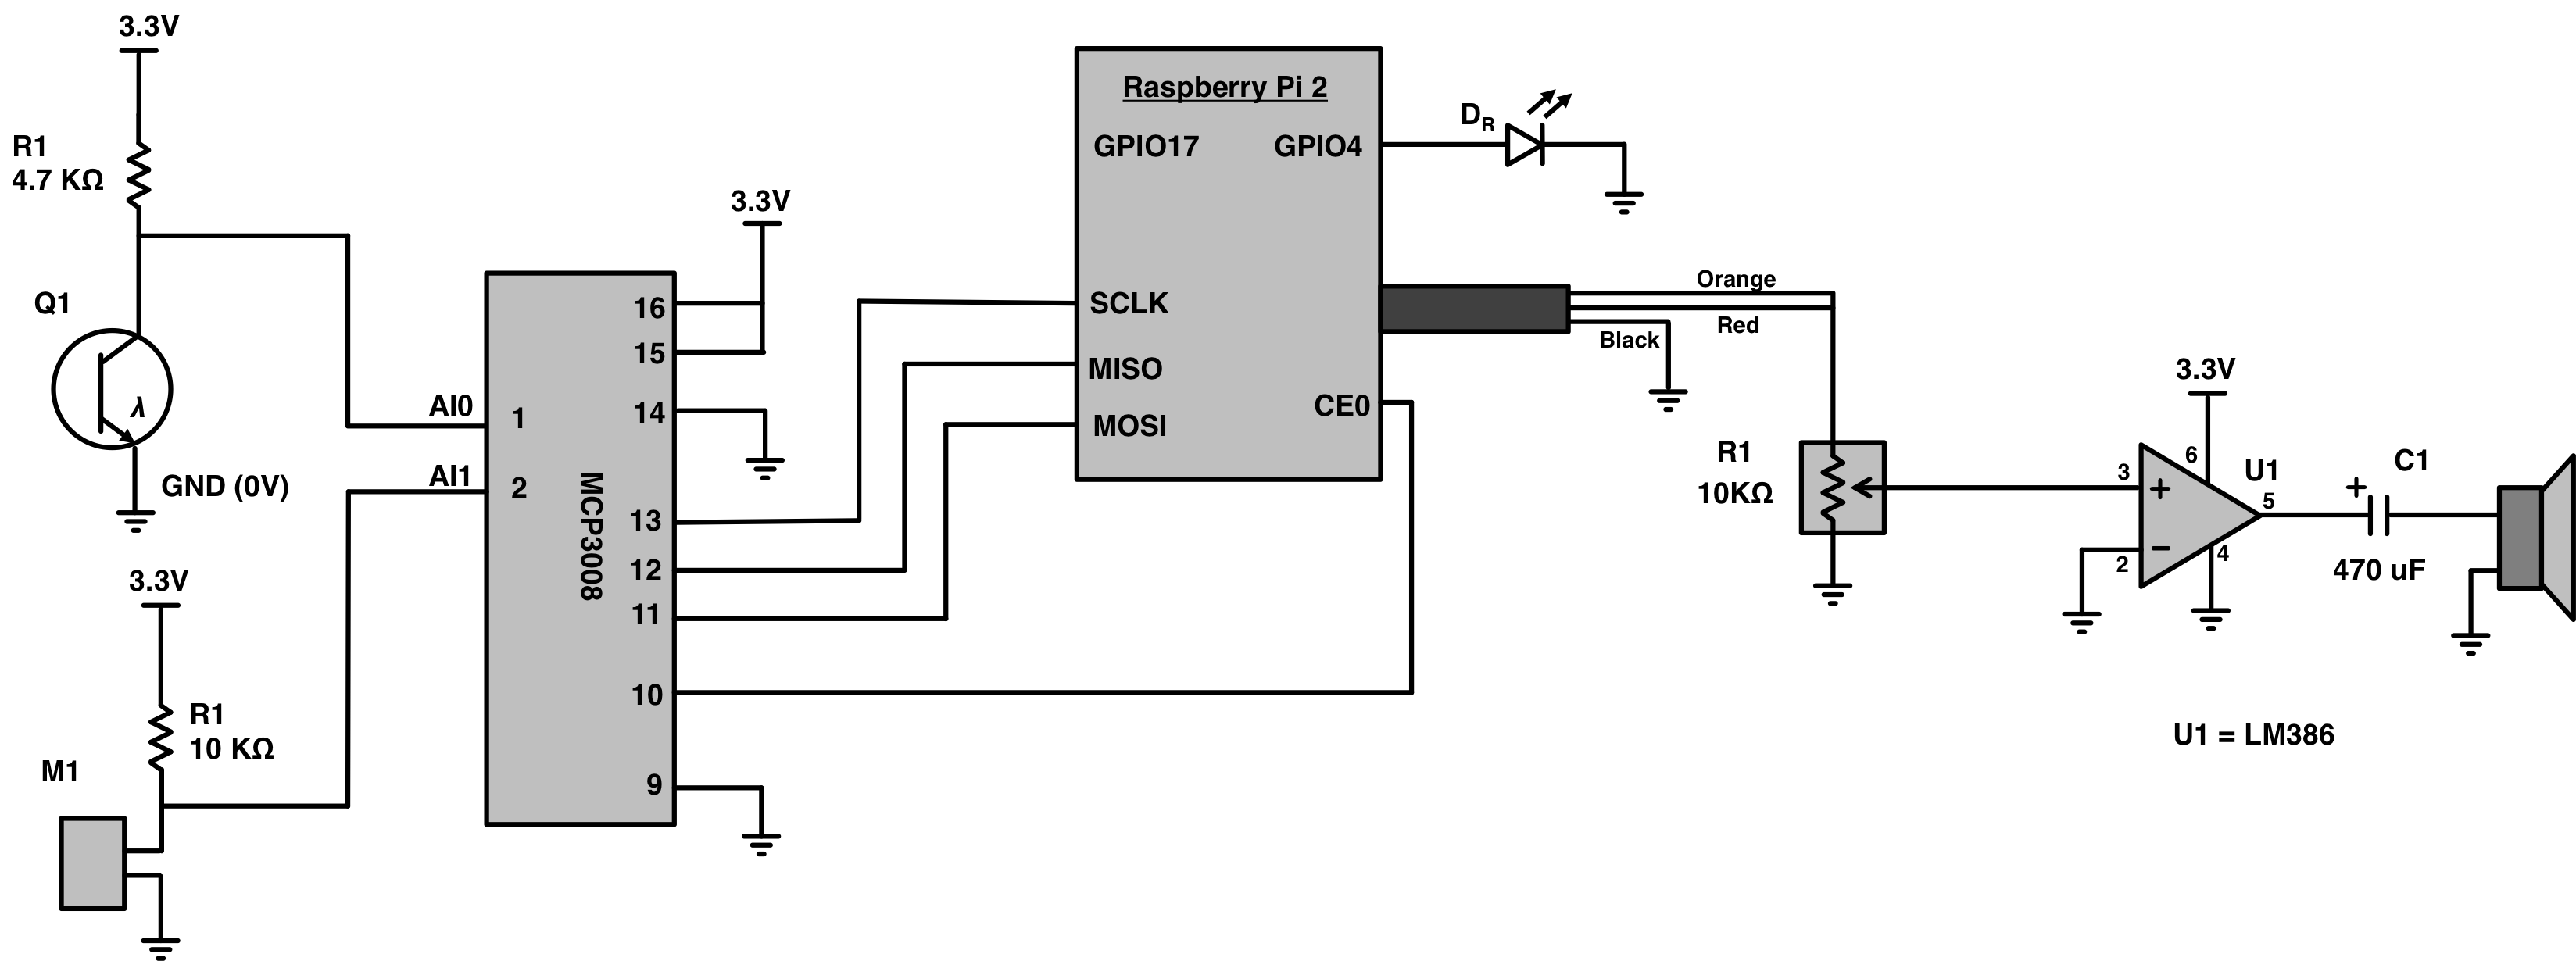 3.3V
R1
4.7 KΩ
Q1
λ
GND (0V)
3.3V
R1
10 KΩ
M1
AI0
AI1
1
2
MCP3008
16
15
14
13
12
11
10
9
3.3V
Raspberry Pi 2
GPIO17
GPIO4
SCLK
MISO
MOSI
CE0
DR
Orange
Red
Black
R1
10KΩ
3.3V
6
3
+
2
−
4
5
U1
C1
+
470 uF
U1 = LM386